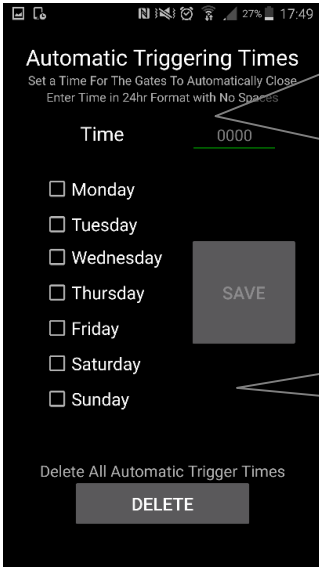 27% 17:49
Automatic Triggering Times
Set a Time For The Gates To Automatically Close
Enter Time in 24hr Format with No Spaces
Time 0000
Monday
Tuesday
Wednesday
Thursday
SAVE
Friday
Saturday
Sunday
Delete All Automatic Trigger Times
DELETE